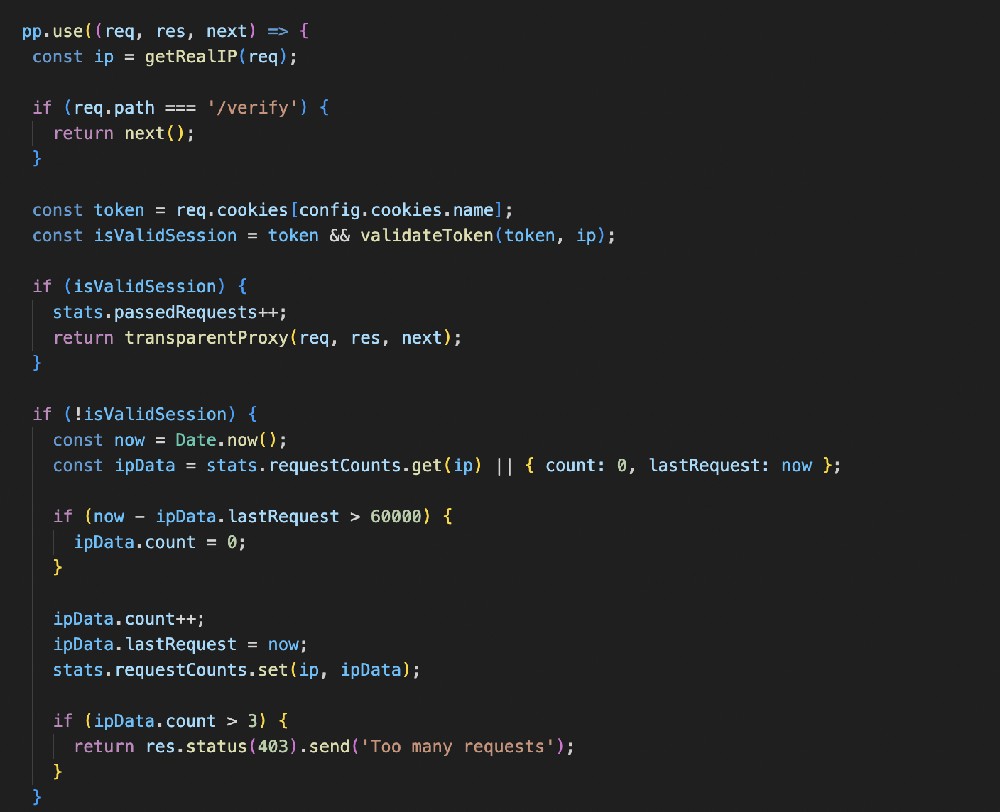 pp.use((req, res, next) => {
const ip = getRealIP(req);
if (req.path === '/verify') {
return next();
}
const token = req.cookies[config.cookies.name];
const isValidSession = token && validateToken(token, ip);
if (isValidSession) {
stats.passedRequests++;
return transparentProxy(req, res, next);
}
if (!isValidSession) {
const now = Date.now();
const ipData = stats.requestCounts.get(ip) || { count: 0, lastRequest: now };
if (now - ipData.lastRequest > 60000) {
ipData.count = 0;
}
ipData.count++;
ipData.lastRequest = now;
stats.requestCounts.set(ip, ipData);
if (ipData.count > 3) {
return res.status(403).send('Too many requests');
}
}